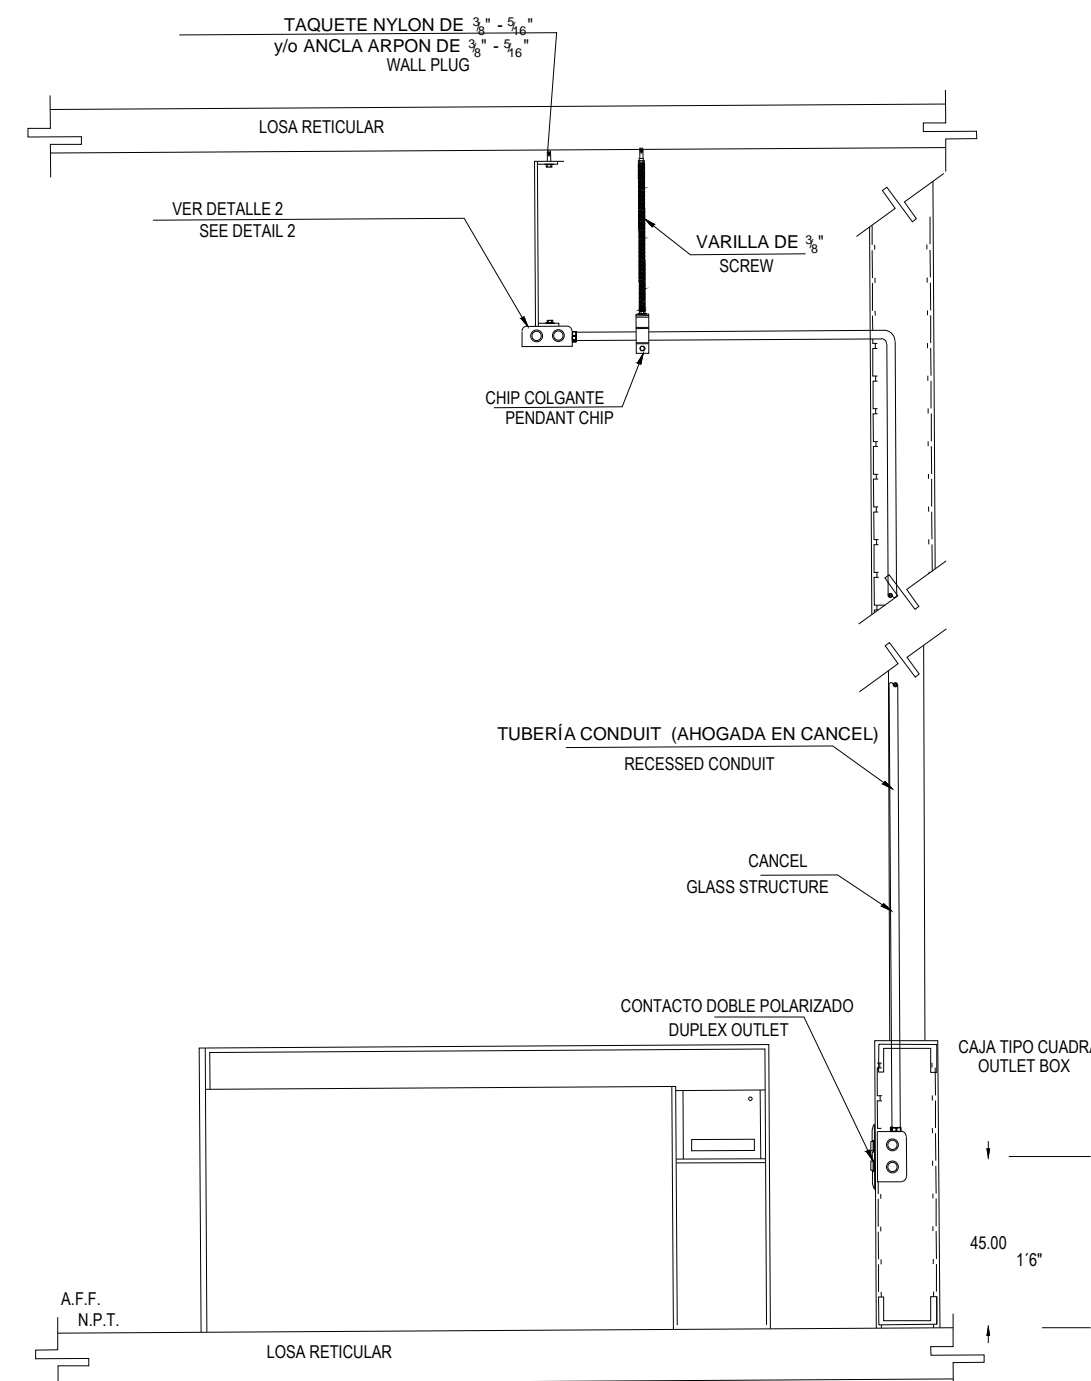 TAQUETE NYLON DE 3/8" - 5/16"
y/o ANCLA ARPON DE 3/8" - 5/16"
WALL PLUG
LOSA RETICULAR
VER DETALLE 2
SEE DETAIL 2
VARILLA DE 3/8"
SCREW
CHIP COLGANTE
PENDANT CHIP
TUBERÍA CONDUIT (AHOGADA EN CANCEL)
RECESSED CONDUIT
CANCEL
GLASS STRUCTURE
CONTACTO DOBLE POLARIZADO
DUPLEX OUTLET
CAJA TIPO CUADRA
OUTLET BOX
45.00
1´6"
A.F.F.
N.P.T.
LOSA RETICULAR